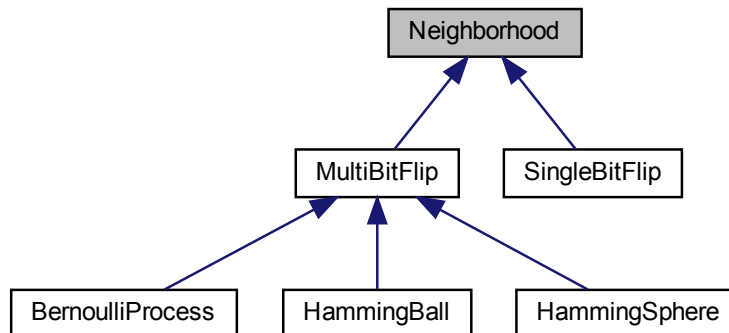 Neighborhood
MultiBitFlip
SingleBitFlip
BernoulliProcess
HammingBall
HammingSphere